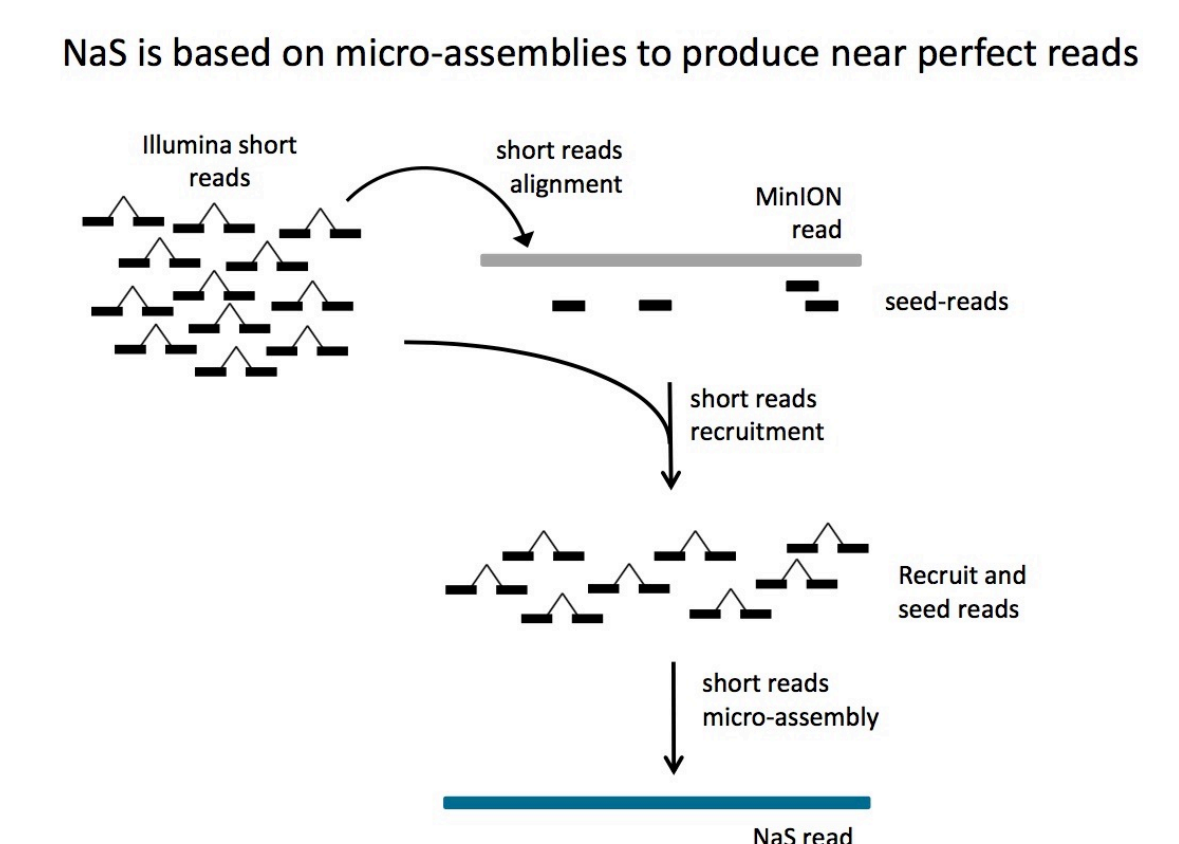 NaS is based on micro-assemblies to produce near perfect reads
Illumina short
reads
short reads
alignment
MinION
read
seed-reads
short reads
recruitment
Recruit and
seed reads
short reads
micro-assembly
NaS read